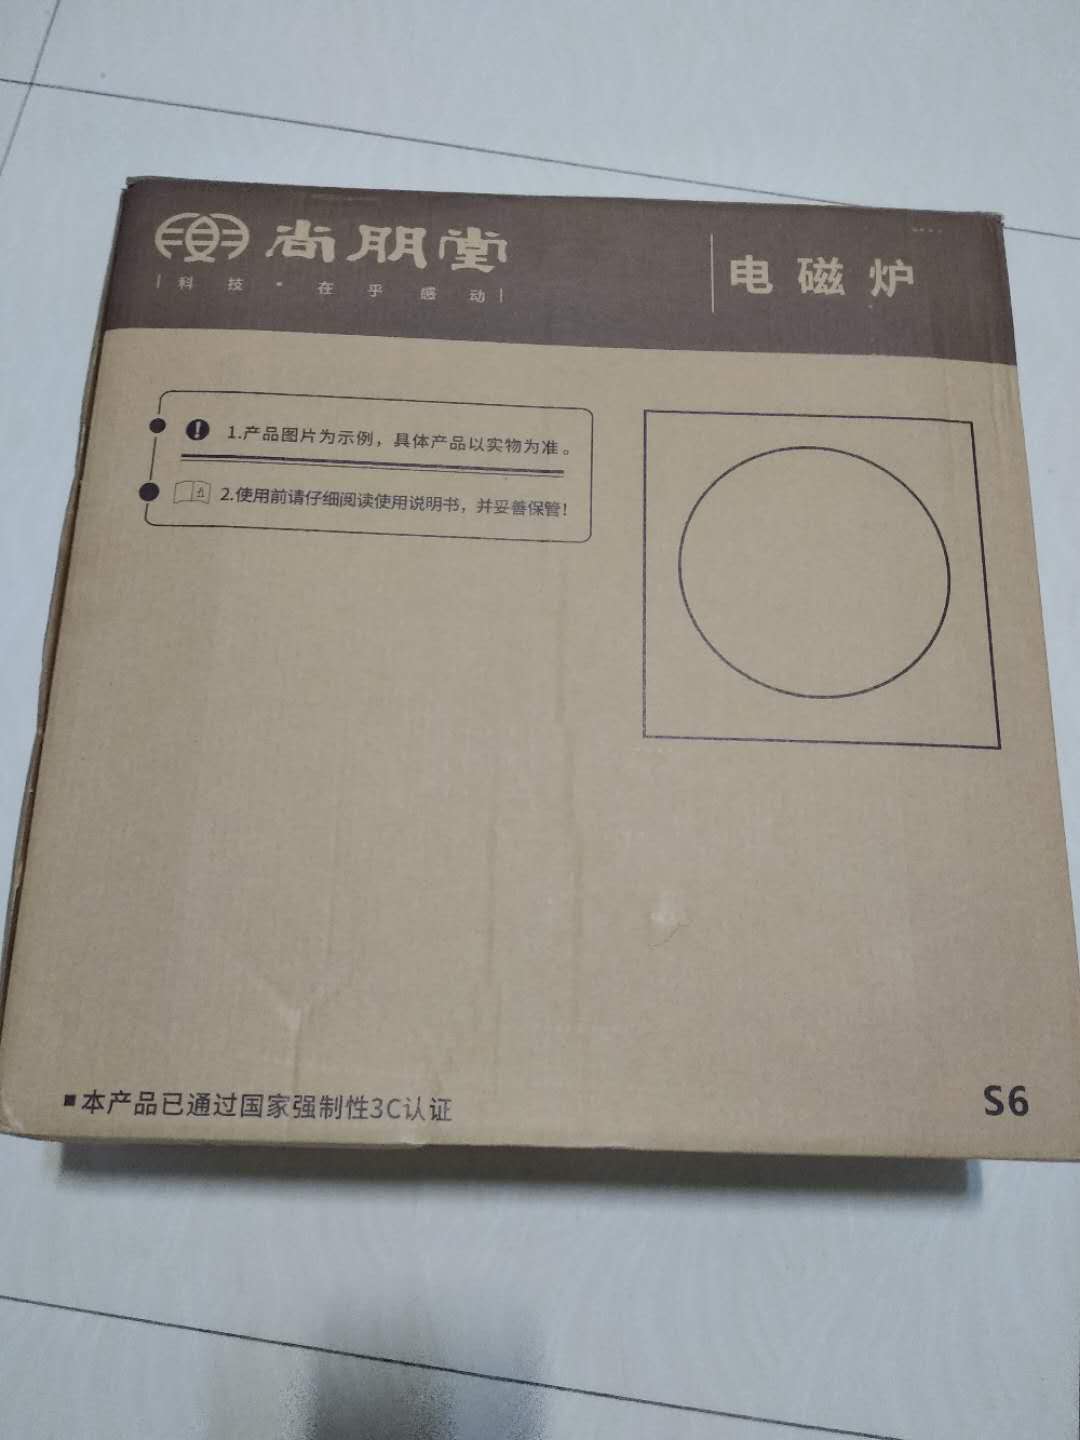 尚朋堂
科技·在乎感动
电磁炉
1.产品图片为示例，具体产品以实物为准。
2.使用前请仔细阅读使用说明书，并妥善保管！
本产品已通过国家强制性3C认证
S6